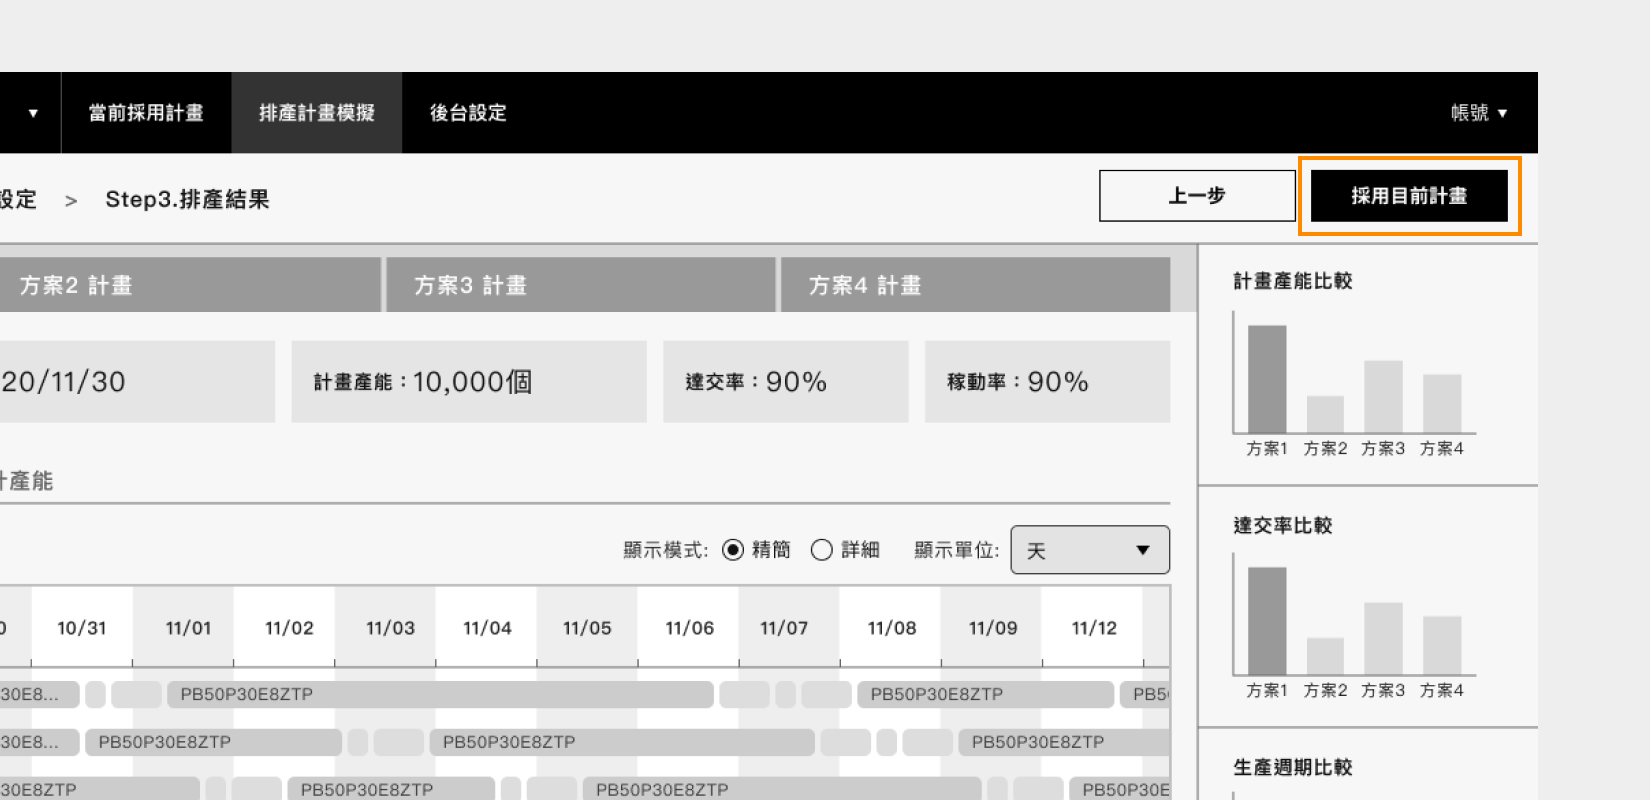 ▼ 當前採用計畫 排產計畫模擬 後台設定 帳號 ▼
設定 > Step3.排產結果 上一步 採用目前計畫
方案2 計畫 方案3 計畫 方案4 計畫
20/11/30 計畫產能：10,000個 達交率：90% 稼動率：90%
計產能
顯示模式: 精簡 詳細 顯示單位: 天 ▼
0 10/31 11/01 11/02 11/03 11/04 11/05 11/06 11/07 11/08 11/09 11/12
30E8... PB50P30E8ZTP PB50P30E8ZTP PB5
30E8... PB50P30E8ZTP PB50P30E8ZTP PB50P30E8ZTP
30E8ZTP PB50P30E8ZTP PB50P30E8ZTP PB50P30E
計畫產能比較
方案1 方案2 方案3 方案4
達交率比較
方案1 方案2 方案3 方案4
生產週期比較